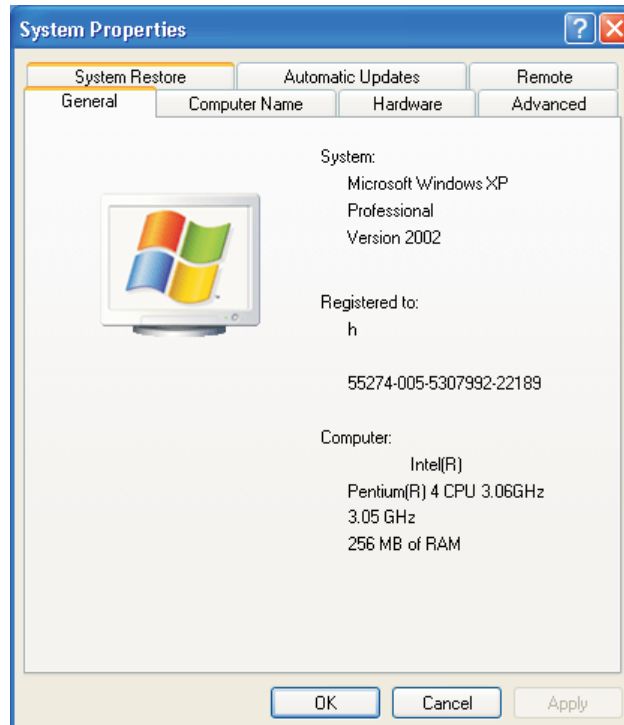 System Properties
System Restore Automatic Updates Remote
General Computer Name Hardware Advanced
System:
Microsoft Windows XP
Professional
Version 2002
Registered to:
h
55274-005-5307992-22189
Computer:
Intel(R)
Pentium(R) 4 CPU 3.06GHz
3.05 GHz
256 MB of RAM
OK Cancel Apply